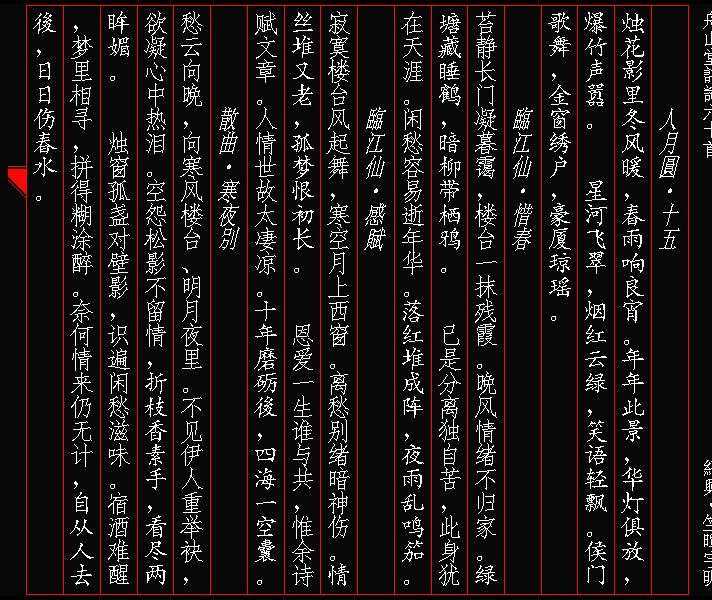 人月圓·十五
烛花影里冬风暖,春雨响良宵。年年此景,华灯俱放,
爆竹声嚣。 星河飞翠,烟红云绿,笑语轻飘。侯门
歌舞,金窗绣户,豪厦琼瑶。
臨江仙·惜春
苔静长门凝暮霭,楼台一抹残霞。晚风情绪不归家。绿
塘藏睡鹤,暗柳带栖鸦。 已是分离独自苦,此身犹
在天涯。闲愁容易逝年华。落红堆成阵,夜雨乱鸣笳。
臨江仙·感賦
寂寞楼台风起舞,寒空月上西窗。离愁别绪暗神伤。情
丝堆又老,孤梦恨初长。 恩爱一生谁与共,惟余诗
赋文章。人情世故太凄凉。十年磨砺後,四海一空囊。
散曲·寒夜别
愁云向晚,向寒风楼台、明月夜里。不见伊人重举袂,
欲凝心中热泪。空怨松影不留情,折枝香素手,看尽两
眸媚。 烛窗孤盏对壁影,识遍闲愁滋味。宿酒难醒
,梦里相寻,拼得糊涂醉。奈何情来仍无计,自从人去
後,日日伤春水。